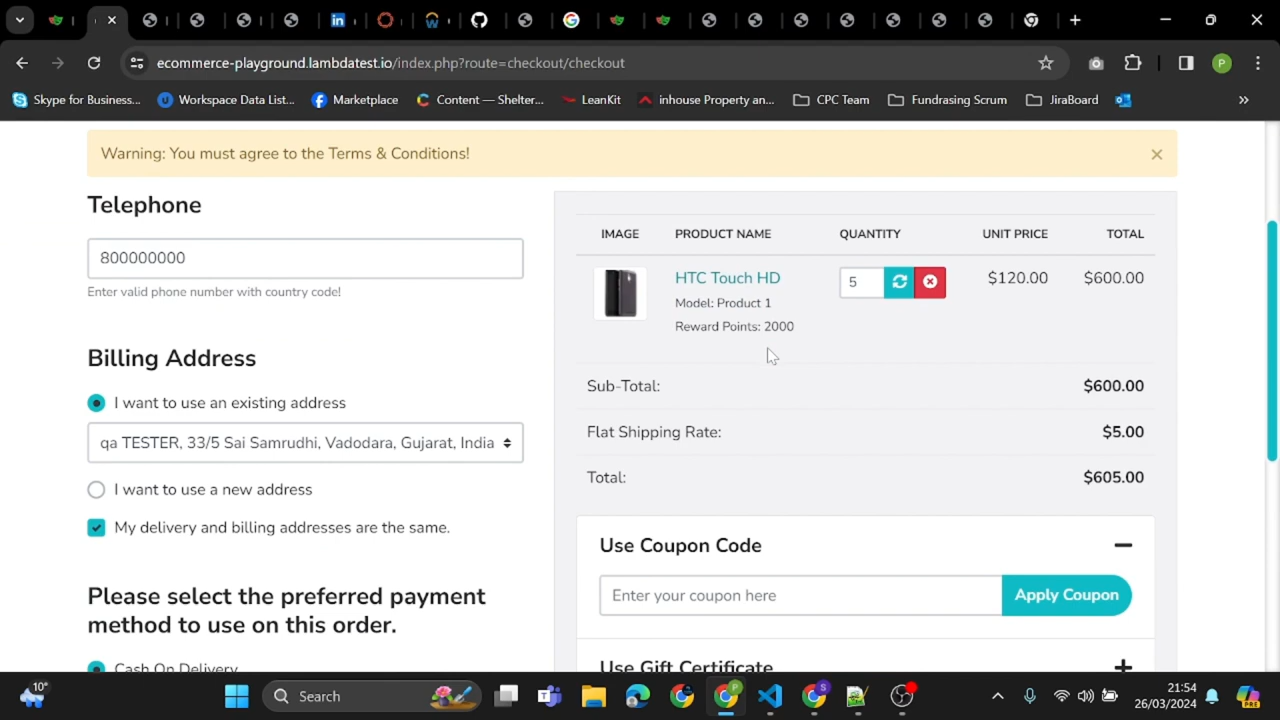 ecommerce-playground.lambdatest.io/index.php?route=checkout/checkout
P
Skype for Business...
Workspace Data List...
Marketplace
Content — Shelter...
LeanKit
inhouse Property an...
CPC Team
Fundrasing Scrum
JiraBoard
Warning: You must agree to the Terms & Conditions!
Telephone
800000000
Enter valid phone number with country code!
Billing Address
I want to use an existing address
qa TESTER, 33/5 Sai Samrudhi, Vadodara, Gujarat, India
I want to use a new address
My delivery and billing addresses are the same.
Please select the preferred payment
method to use on this order.
Cash On Delivery
IMAGE PRODUCT NAME QUANTITY UNIT PRICE TOTAL
HTC Touch HD 5 $120.00 $600.00
Model: Product 1
Reward Points: 2000
Sub-Total: $600.00
Flat Shipping Rate: $5.00
Total: $605.00
Use Coupon Code
Enter your coupon here Apply Coupon
Use Gift Certificate
10°
Search
21:54
26/03/2024